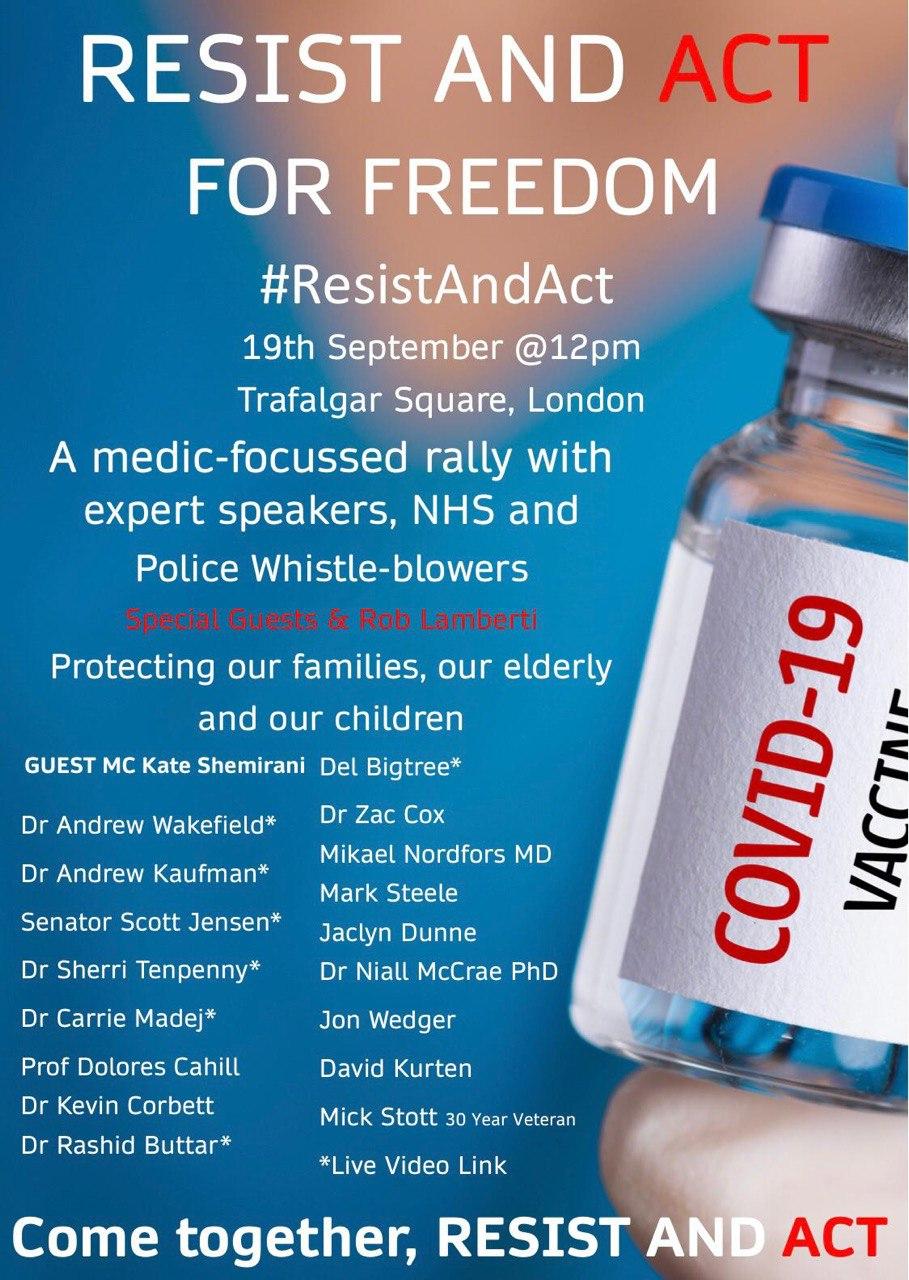 RESIST AND ACT
FOR FREEDOM
#ResistAndAct
19th September @12pm
Trafalgar Square, London
A medic-focussed rally with
expert speakers, NHS and
Police Whistle-blowers
Special Guests & Rob Lamberti
Protecting our families, our elderly
and our children
GUEST MC Kate Shemirani
Dr Andrew Wakefield*
Dr Andrew Kaufman*
Senator Scott Jensen*
Dr Sherri Tenpenny*
Dr Carrie Madej*
Prof Dolores Cahill
Dr Kevin Corbett
Dr Rashid Buttar*
Del Bigtree*
Dr Zac Cox
Mikael Nordfors MD
Mark Steele
Jaclyn Dunne
Dr Niall McCrae PhD
Jon Wedger
David Kurten
Mick Stott 30 Year Veteran
*Live Video Link
COVID-19
VACCINE
Come together, RESIST AND ACT